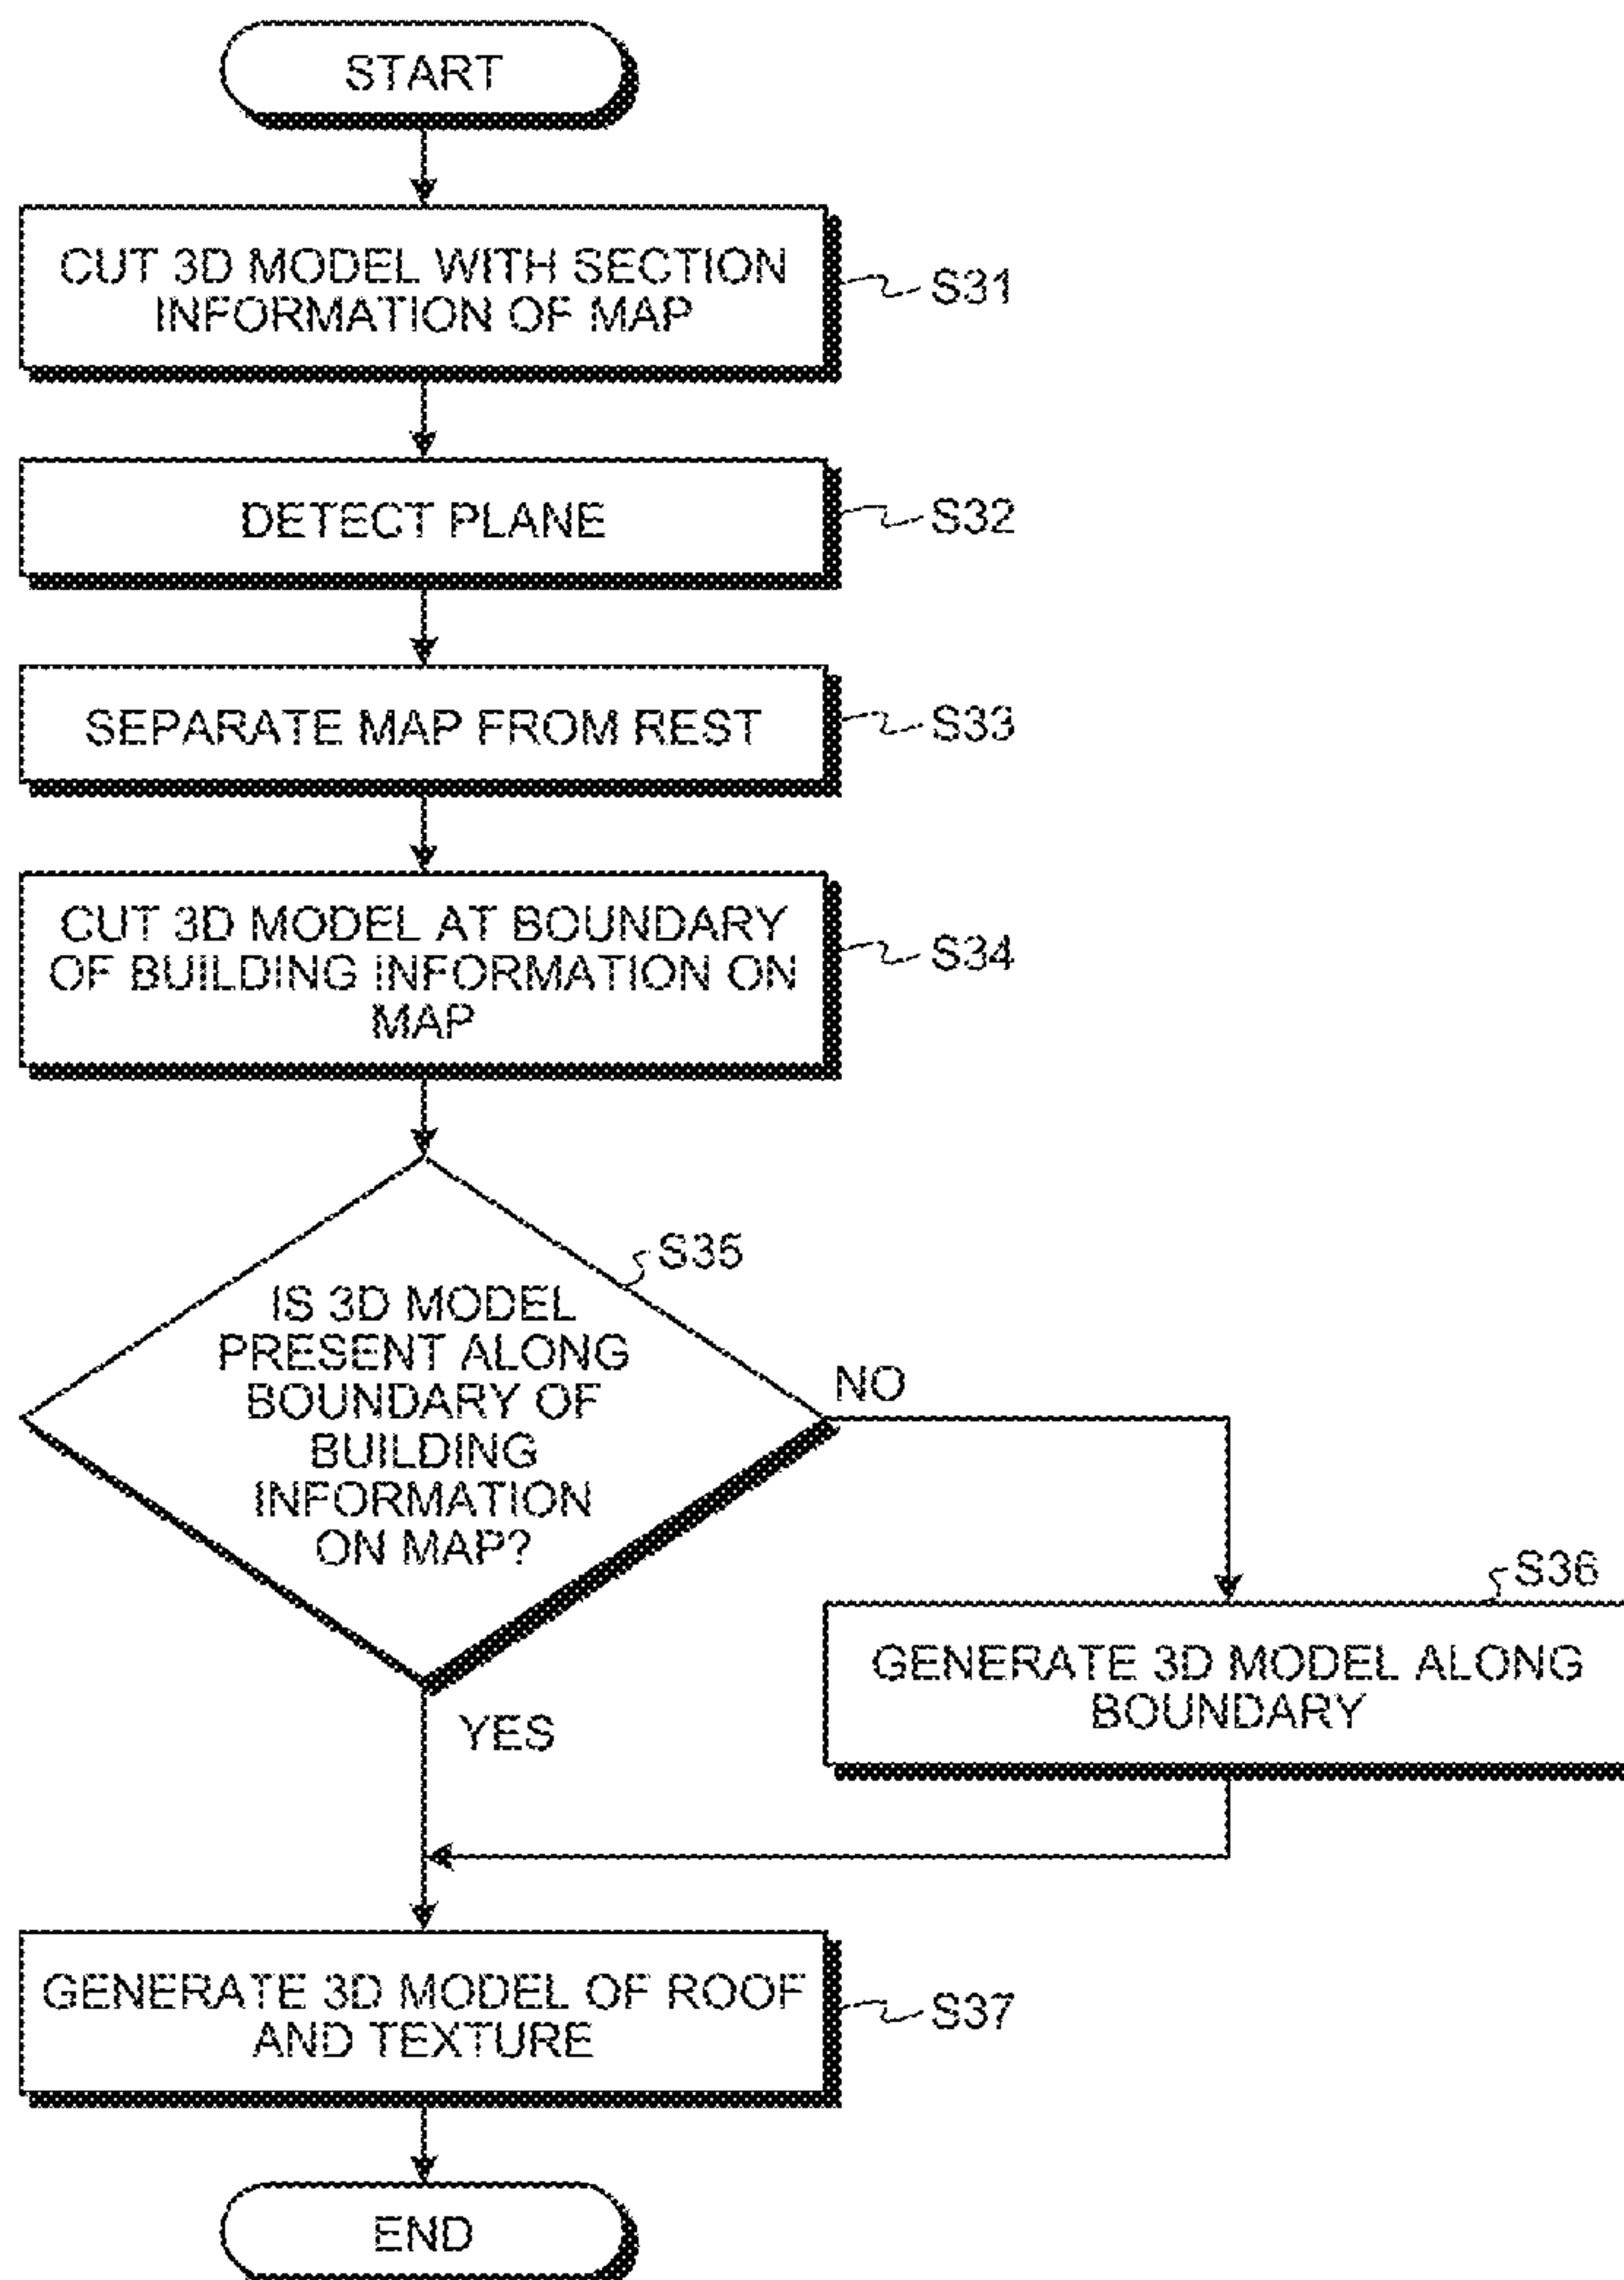 START
CUT 3D MODEL WITH SECTION
INFORMATION OF MAP
S31
DETECT PLANE
S32
SEPARATE MAP FROM REST
S33
CUT 3D MODEL AT BOUNDARY
OF BUILDING INFORMATION ON
MAP
S34
S35
IS 3D MODEL
PRESENT ALONG
BOUNDARY OF
BUILDING
INFORMATION
ON MAP?
NO
YES
S36
GENERATE 3D MODEL ALONG
BOUNDARY
GENERATE 3D MODEL OF ROOF
AND TEXTURE
S37
END